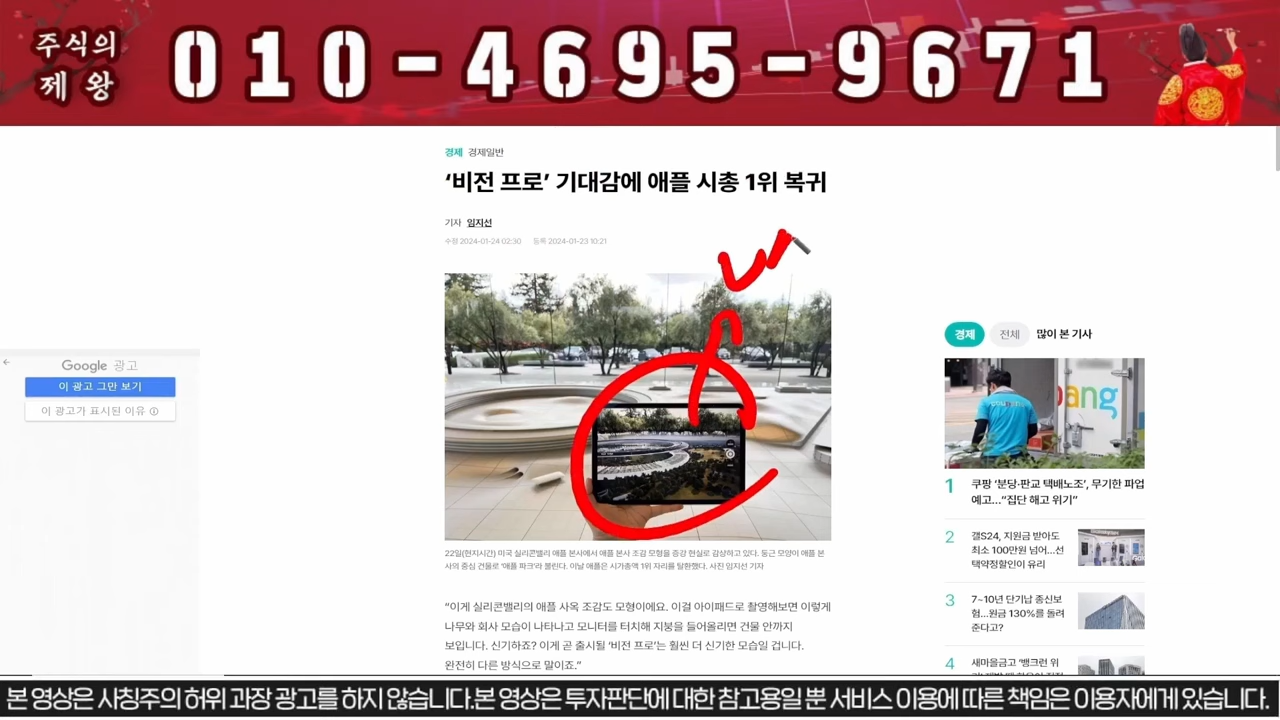 주식의
제 왕
010-4695-9671
경제 경제일반
‘비전 프로’ 기대감에 애플 시총 1위 복귀
기자 임지선
수정 2024-01-24 02:30 등록 2024-01-23 10:21
22일(현지시간) 미국 실리콘밸리 애플 본사에서 애플 본사 조감 모형을 증강 현실로 감상하고 있다. 둥근 모양이 애플 본
사의 중심 건물로 ‘애플 파크’라 불린다. 이날 애플은 시가총액 1위 자리를 탈환했다. 사진 임지선 기자
“이게 실리콘밸리의 애플 사옥 조감도 모형이에요. 이걸 아이패드로 촬영해보면 이렇게
나무와 회사 모습이 나타나고 모니터를 터치해 지붕을 들어올리면 건물 안까지
보입니다. 신기하죠? 이게 곧 출시될 ‘비전 프로’는 훨씬 더 신기한 모습일 겁니다.
완전히 다른 방식으로 말이죠.”
Google 광고
이 광고 그만 보기
이 광고가 표시된 이유
경제 전체 많이 본 기사
bang
1 쿠팡 ‘분당·판교 택배노조’, 무기한 파업
예고…“집단 해고 위기”
2 갤S24, 지원금 받아도
최소 100만원 넘어…선
택약정할인이 유리
3 7~10년 단기납 종신보
험…원금 130%를 돌려
준다고?
4 새마을금고 ‘뱅크런 위
본 영상은 사칭주의 허위 과장 광고를 하지 않습니다.본 영상은 투자판단에 대한 참고용일 뿐 서비스 이용에 따른 책임은 이용자에게 있습니다.